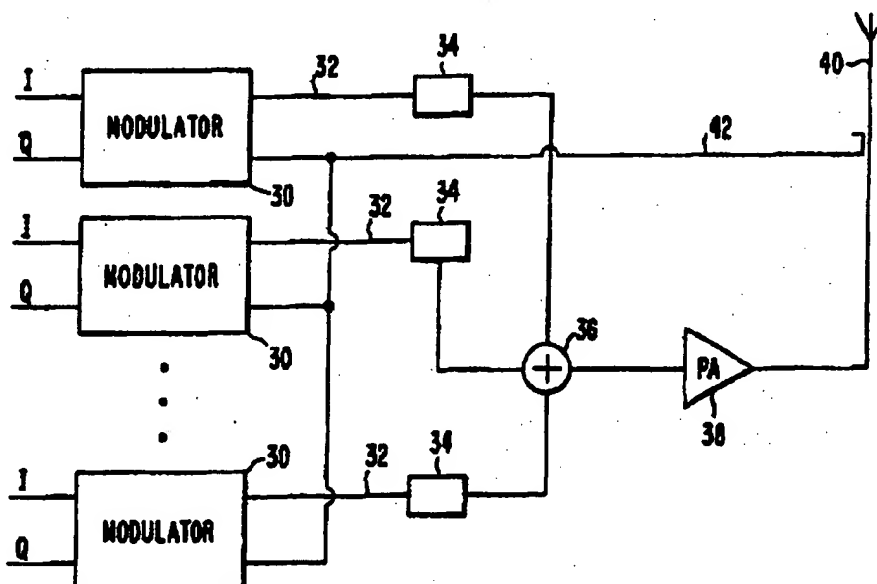 34
40
I
32
MODULATOR
42
Q
30
34
I
32
MODULATOR
Q
30
36
PA
38
30
34
I
32
MODULATOR
Q